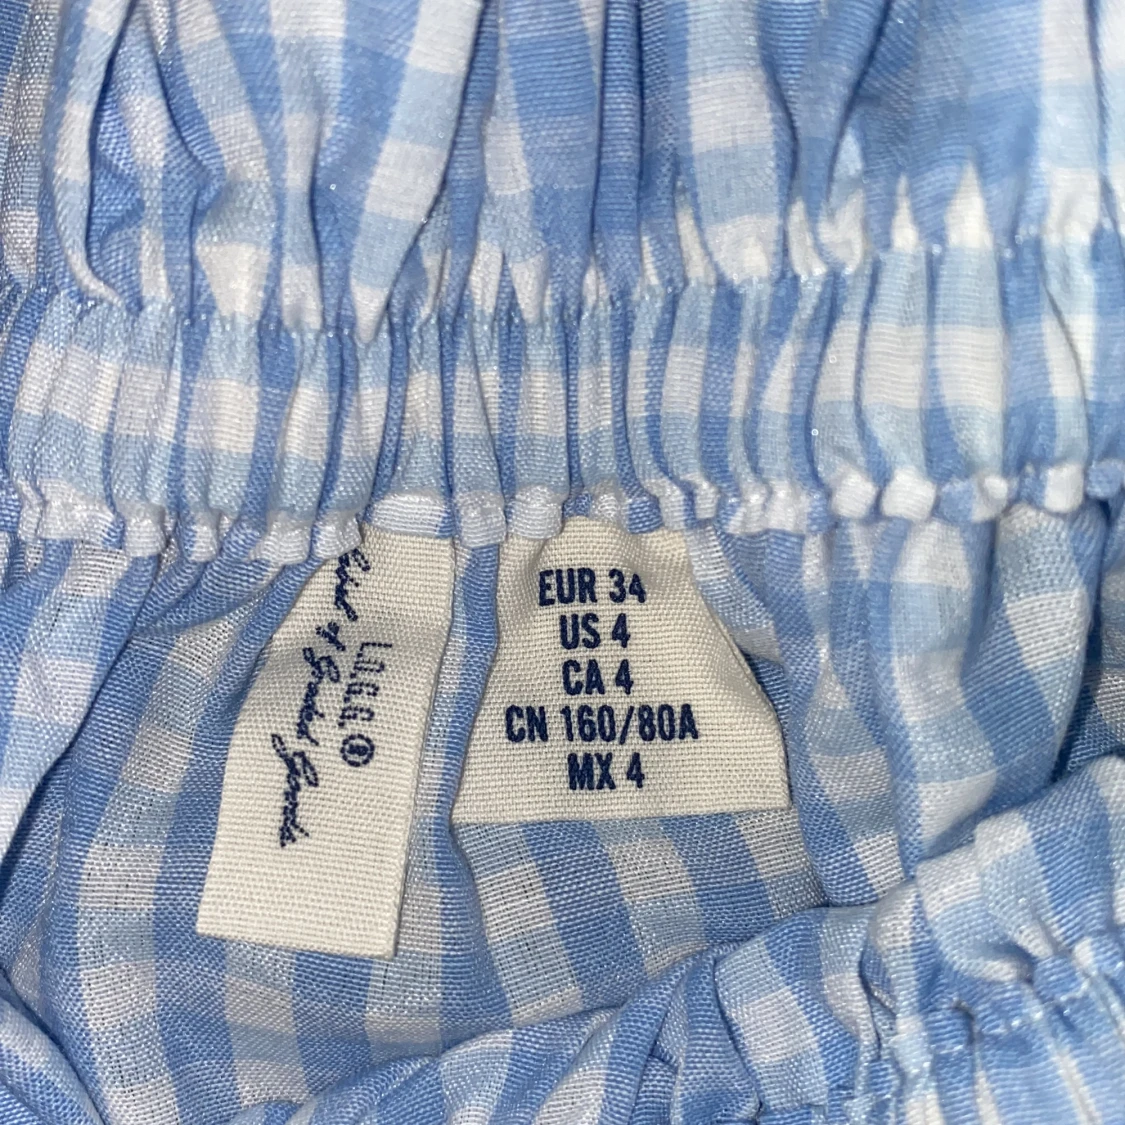 L.O.G.G.®
Label of Graded Goods
EUR 34
US 4
CA 4
CN 160/80A
MX 4